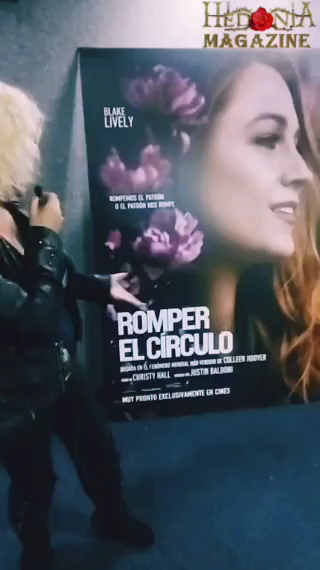 HEDONIA
MAGAZINE
BLAKE
LIVELY
ROMPEMOS EL PATRÓN
O EL PATRÓN NOS ROMPE
ROMPER
EL CÍRCULO
BASADA EN EL FENÓMENO MUNDIAL MÁS VENDIDO DE COLLEEN HOOVER
CHRISTY HALL JUSTIN BALDONI
MUY PRONTO EXCLUSIVAMENTE EN CINES